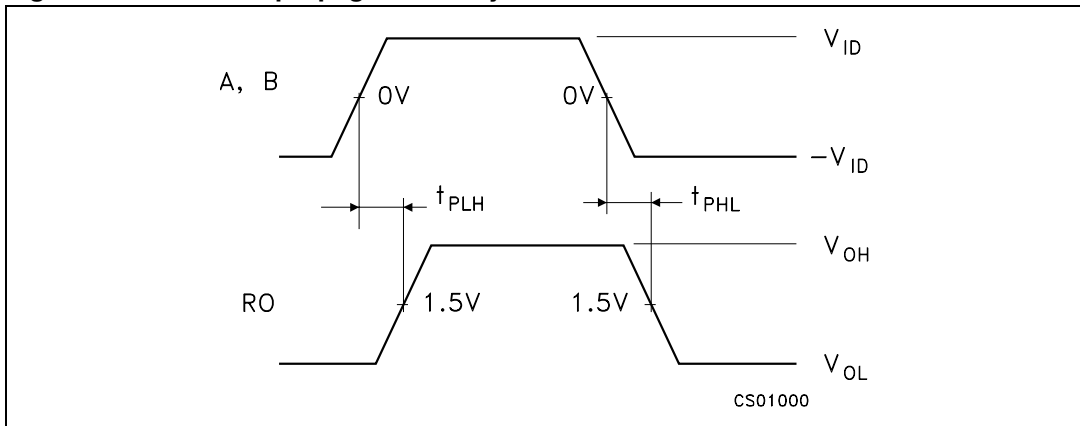 V_ID
A, B
0V 0V
-V_ID
t_PLH t_PHL
V_OH
RO 1.5V 1.5V
V_OL
CS01000